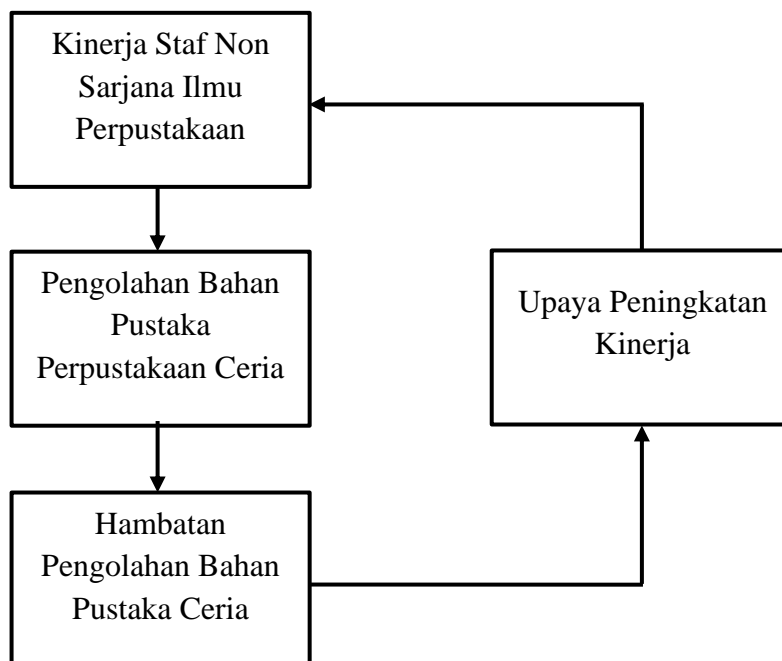 Kinerja Staf Non
Sarjana Ilmu
Perpustakaan
Pengolahan Bahan
Pustaka
Perpustakaan Ceria
Upaya Peningkatan
Kinerja
Hambatan
Pengolahan Bahan
Pustaka Ceria